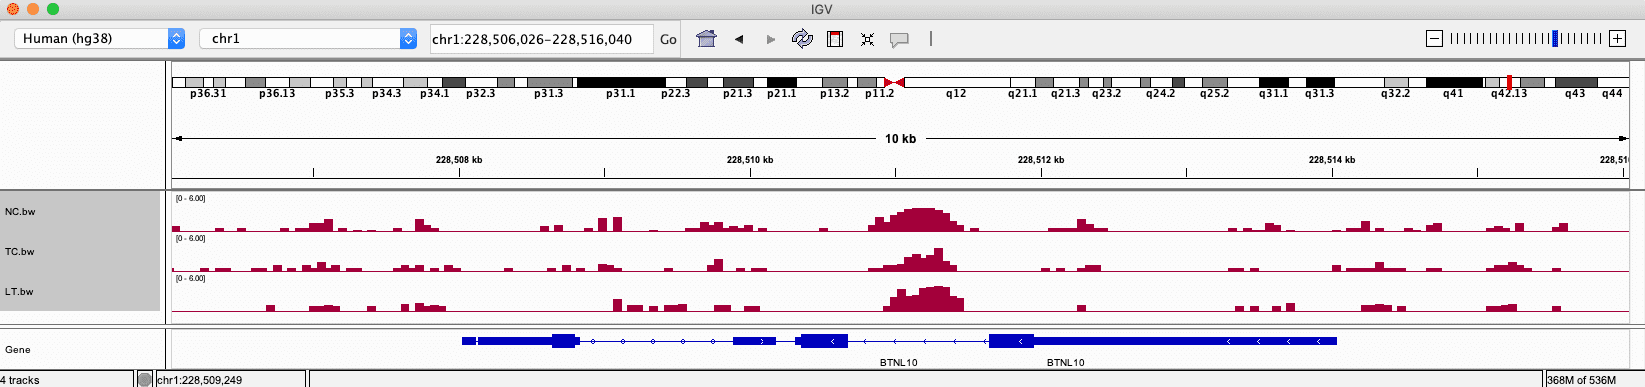 IGV
Human (hg38) chr1 chr1:228,506,026-228,516,040 Go
p36.31 p36.13 p35.3 p34.3 p34.1 p32.3 p31.3 p31.1 p22.3 p21.3 p21.1 p13.2 p11.2 q12 q21.1 q21.3 q23.2 q24.2 q25.2 q31.1 q31.3 q32.2 q41 q42.13 q43 q44
10 kb
228,508 kb 228,510 kb 228,512 kb 228,514 kb 228,51
[0 - 6.00]
NC.bw
[0 - 6.00]
TC.bw
[0 - 6.00]
LT.bw
Gene
BTNL10 BTNL10
4 tracks chr1:228,509,249 368M of 536M